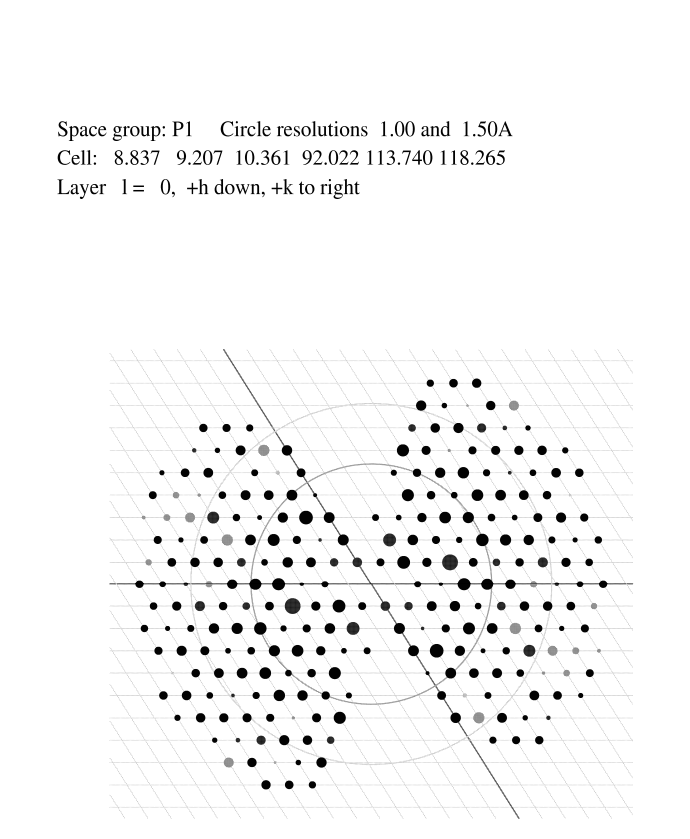 Space group: P1 Circle resolutions 1.00 and 1.50A
Cell: 8.837 9.207 10.361 92.022 113.740 118.265
Layer l = 0, +h down, +k to right